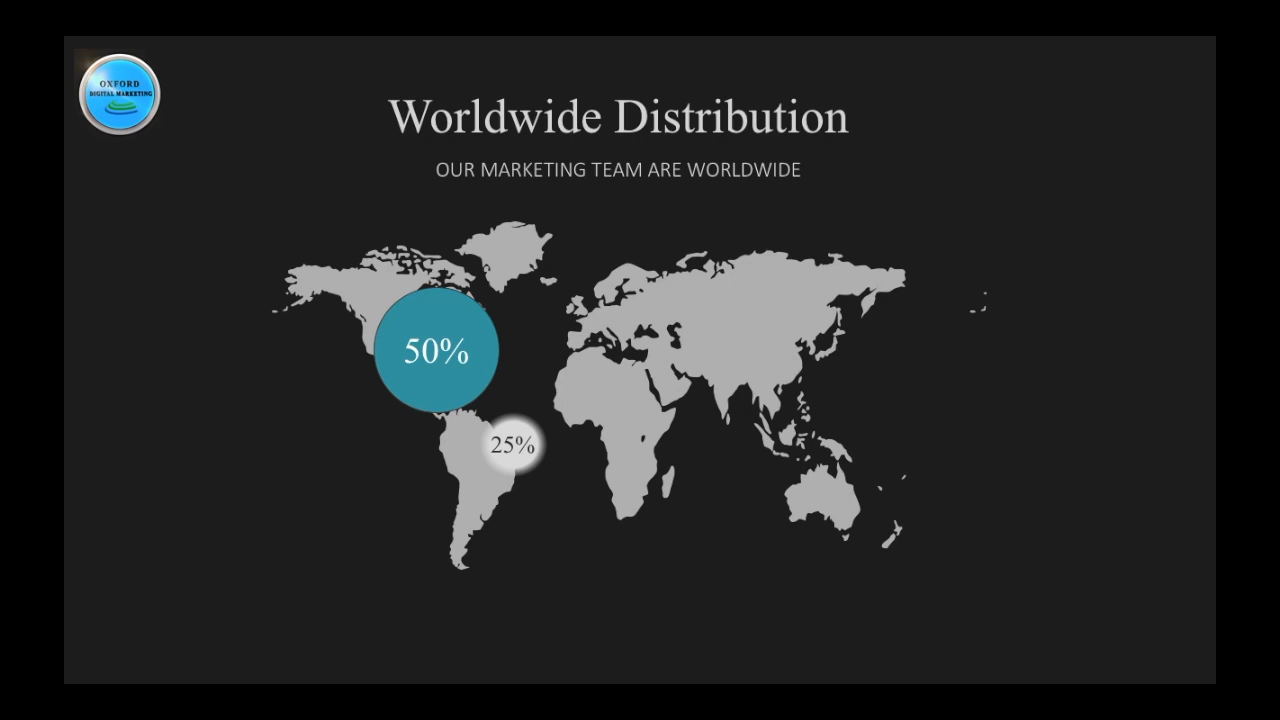 OXFORD
DIGITAL MARKETING
Worldwide Distribution
OUR MARKETING TEAM ARE WORLDWIDE
50%
25%